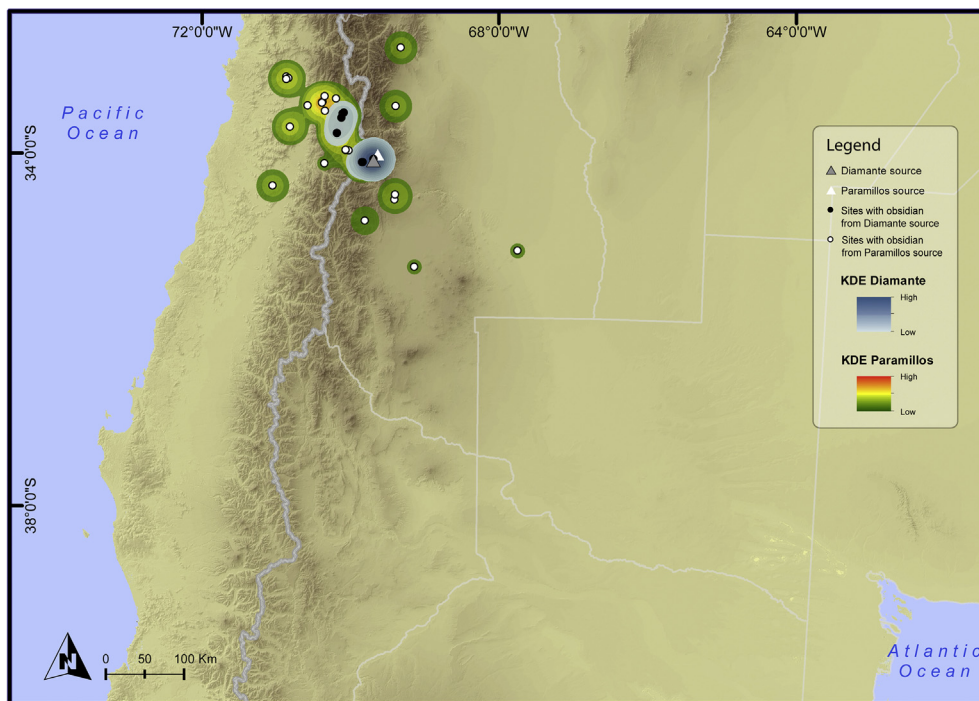 72°0'0"W
68°0'0"W
64°0'0"W
Pacific
Ocean
34°0'0"S
38°0'0"S
Legend
Diamante source
Paramillos source
Sites with obsidian
from Diamante source
Sites with obsidian
from Paramillos source
KDE Diamante
High
Low
KDE Paramillos
High
Low
N
0 50 100 Km
Atlantic
Ocean